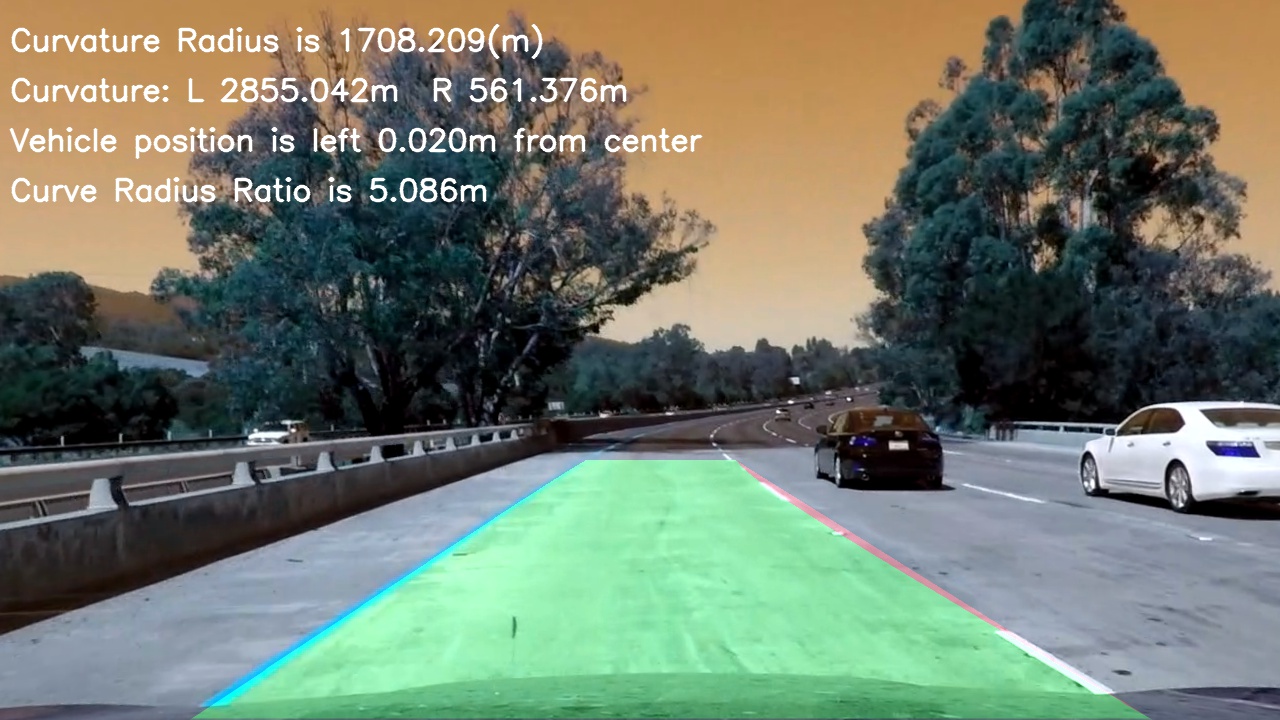 Curvature Radius is 1708.209(m)
Curvature: L 2855.042m R 561.376m
Vehicle position is left 0.020m from center
Curve Radius Ratio is 5.086m